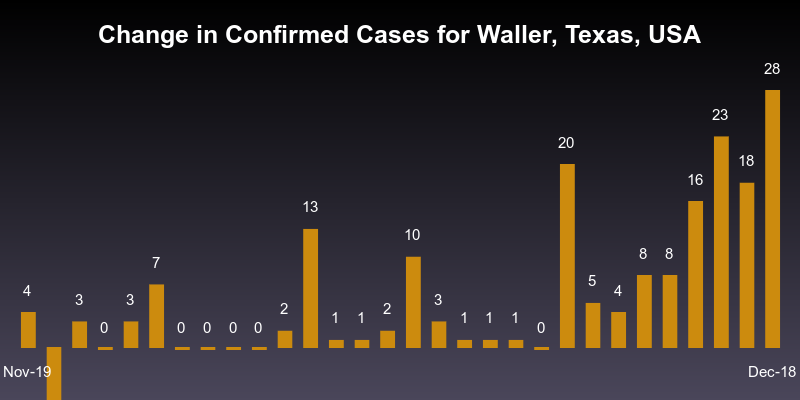 Change in Confirmed Cases for Waller, Texas, USA
4 3 0 3 7 0 0 0 0 2 13 1 1 2 10 3 1 1 1 0 20 5 4 8 8 16 23 18 28
Nov-19 Dec-18